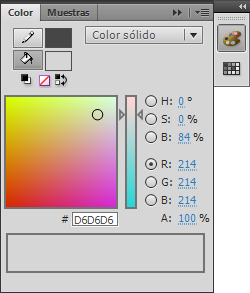 Color Muestras
Color sólido
H: 0 °
S: 0 %
B: 84 %
R: 214
G: 214
B: 214
# D6D6D6 A: 100 %